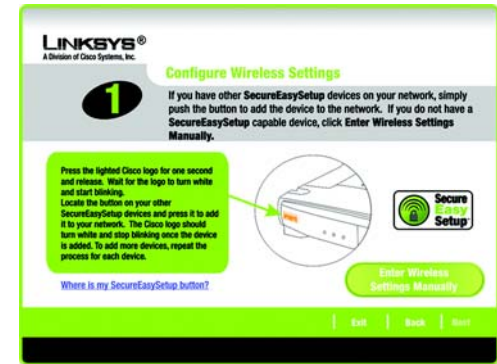 LINKSYS®
A Division of Cisco Systems, Inc.
Configure Wireless Settings
1
If you have other SecureEasySetup devices on your network, simply
push the button to add the device to the network. If you do not have a
SecureEasySetup capable device, click Enter Wireless Settings
Manually.
Press the lighted Cisco logo for one second
and release. Wait for the logo to turn white
and start blinking.
Locate the button on your other
SecureEasySetup devices and press it to add
it to your network. The Cisco logo should
turn white and stop blinking once the device
is added. To add more devices, repeat the
process for each device.
Where is my SecureEasySetup button?
Secure
Easy
Setup
Enter Wireless
Settings Manually
Exit
Back
Next